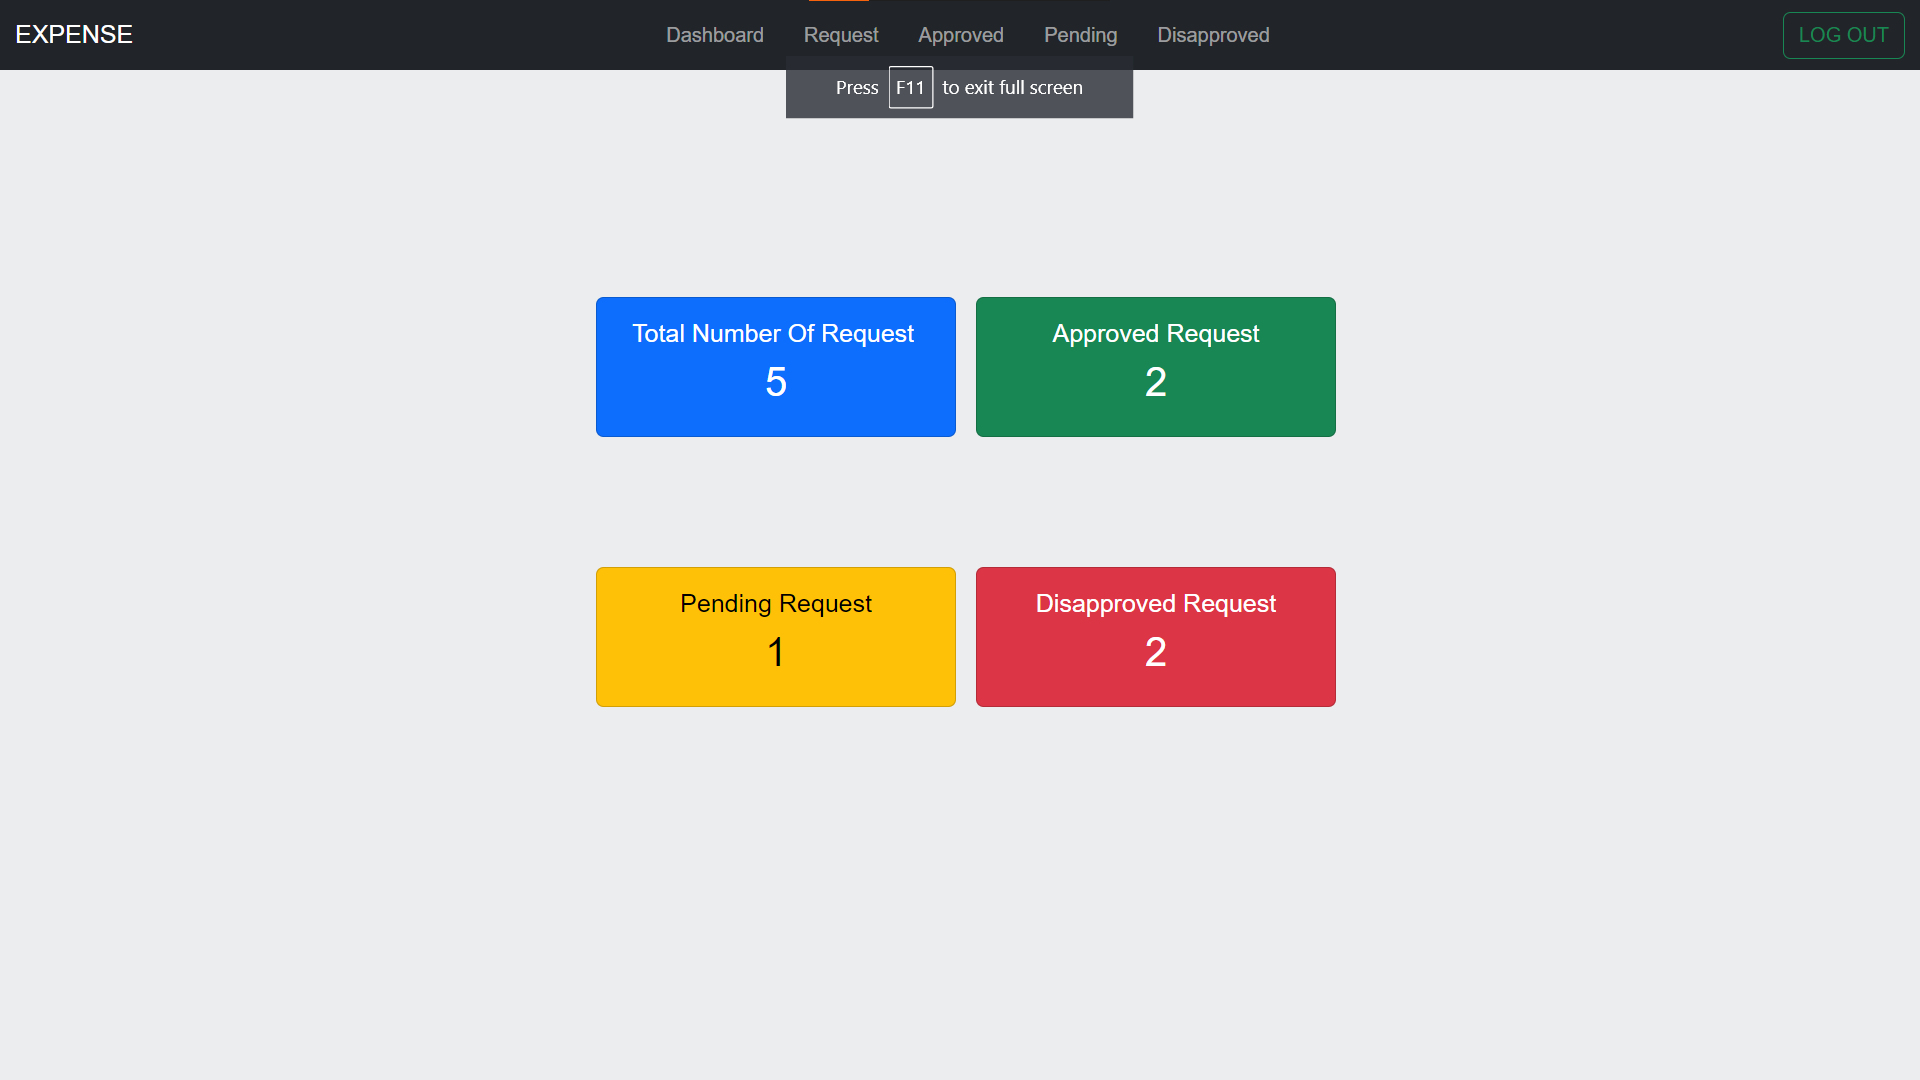 EXPENSE
Dashboard Request Approved Pending Disapproved
LOG OUT
Press F11 to exit full screen
Total Number Of Request
5
Approved Request
2
Pending Request
1
Disapproved Request
2